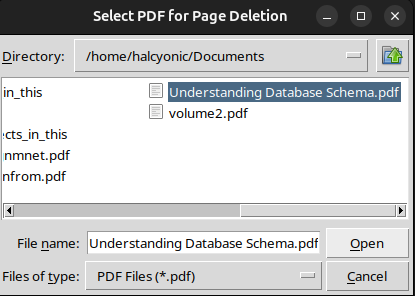 Select PDF for Page Deletion
Directory: /home/halcyonic/Documents
in_this
Understanding Database Schema.pdf
volume2.pdf
ects_in_this
nmnet.pdf
nfrom.pdf
File name: Understanding Database Schema.pdf Open
Files of type: PDF Files (*.pdf) Cancel